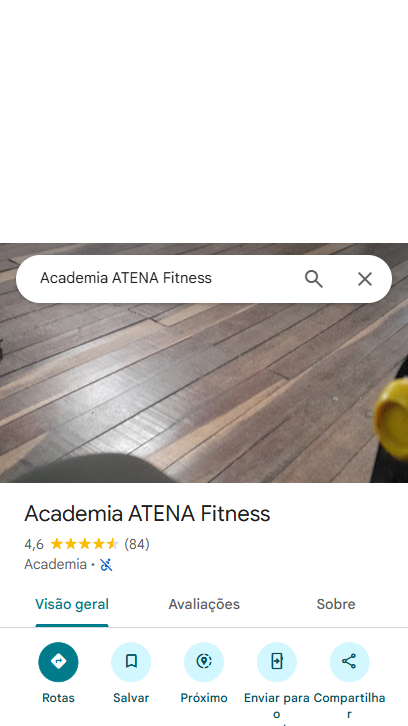 Academia ATENA Fitness
Academia ATENA Fitness
4,6 (84)
Academia ·
Visão geral Avaliações Sobre
Rotas Salvar Próximo Enviar para o Compartilhar